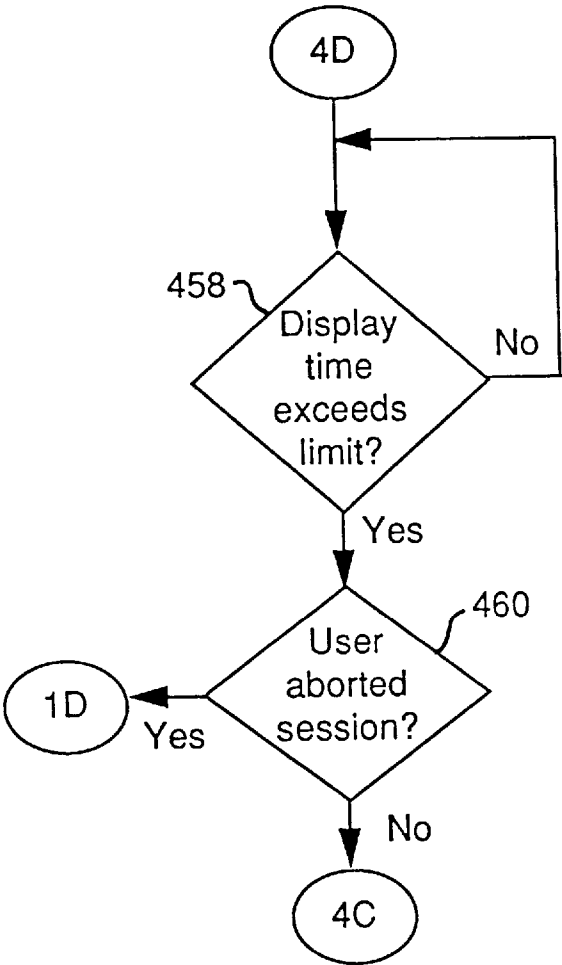 4D
458
Display
time
exceeds
limit?
No
Yes
460
User
aborted
session?
1D
Yes
No
4C